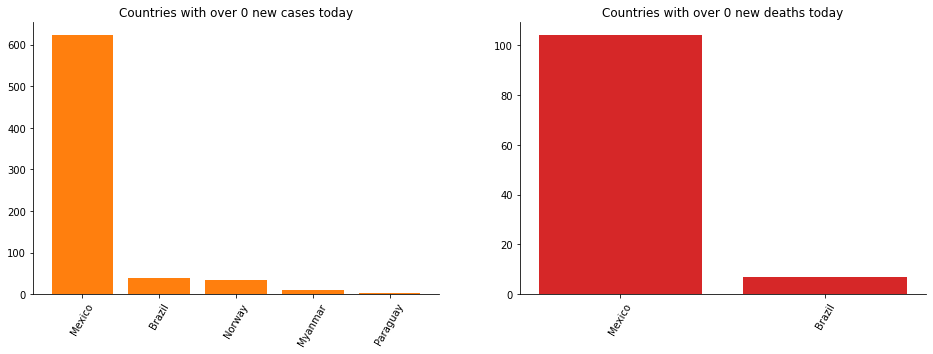 Countries with over 0 new cases today
600
500
400
300
200
100
0
Mexico
Brazil
Norway
Myanmar
Paraguay
Countries with over 0 new deaths today
100
80
60
40
20
0
Mexico
Brazil